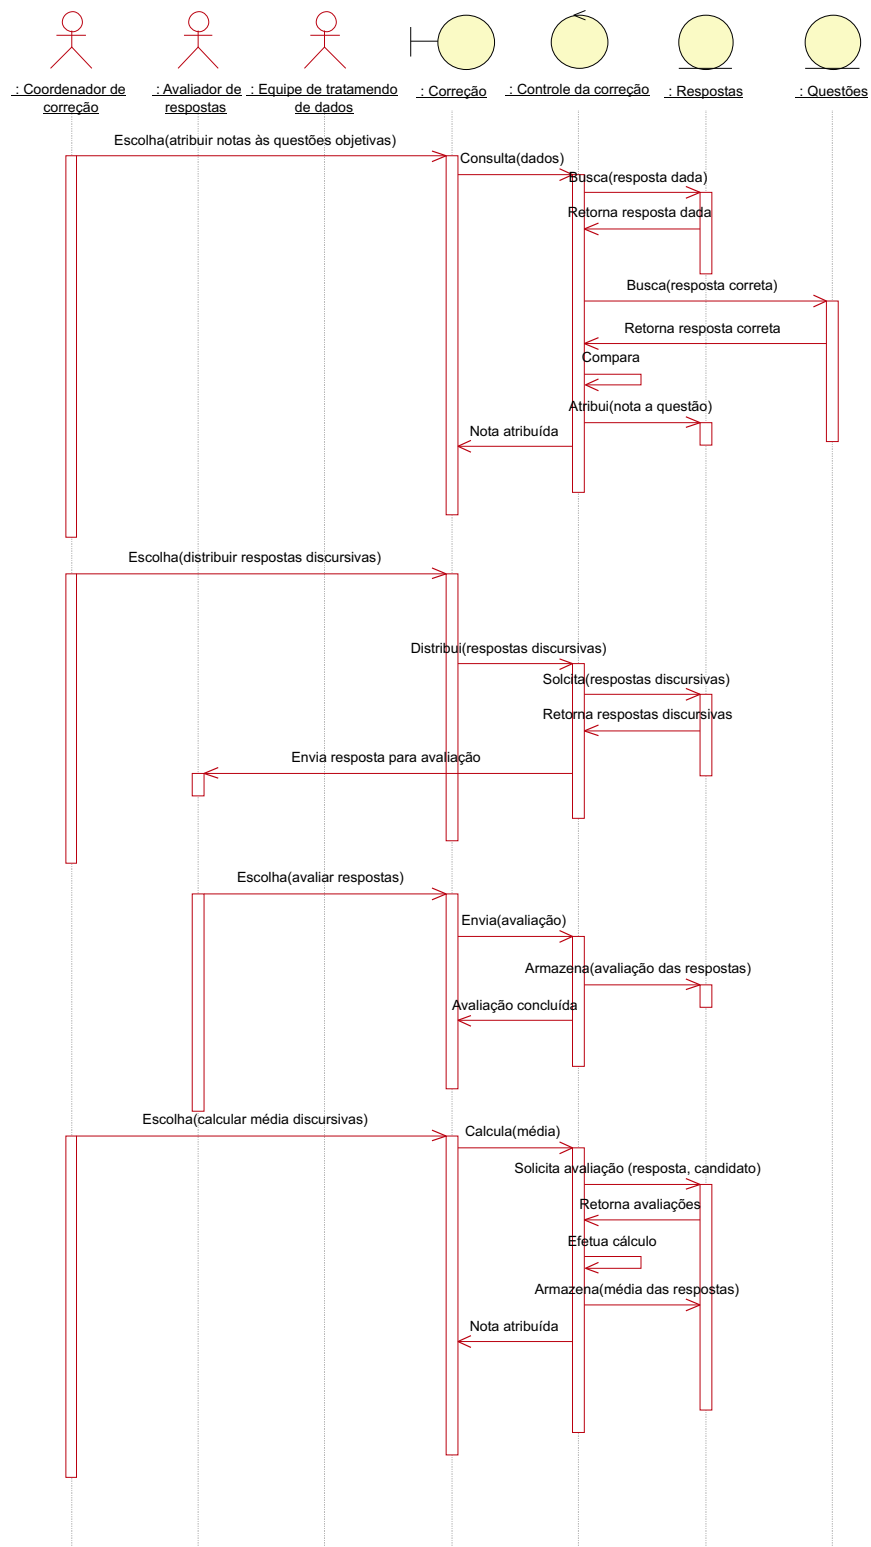 : Coordenador de
correção
: Avaliador de
respostas
: Equipe de tratamendo
de dados
: Correção
: Controle da correção
: Respostas
: Questões
Escolha(atribuir notas às questões objetivas)
Consulta(dados)
Busca(resposta dada)
Retorna resposta dada
Busca(resposta correta)
Retorna resposta correta
Compara
Atribui(nota a questão)
Nota atribuída
Escolha(distribuir respostas discursivas)
Distribui(respostas discursivas)
Solcita(respostas discursivas)
Retorna respostas discursivas
Envia resposta para avaliação
Escolha(avaliar respostas)
Envia(avaliação)
Armazena(avaliação das respostas)
Avaliação concluída
Escolha(calcular média discursivas)
Calcula(média)
Solicita avaliação (resposta, candidato)
Retorna avaliações
Efetua cálculo
Armazena(média das respostas)
Nota atribuída